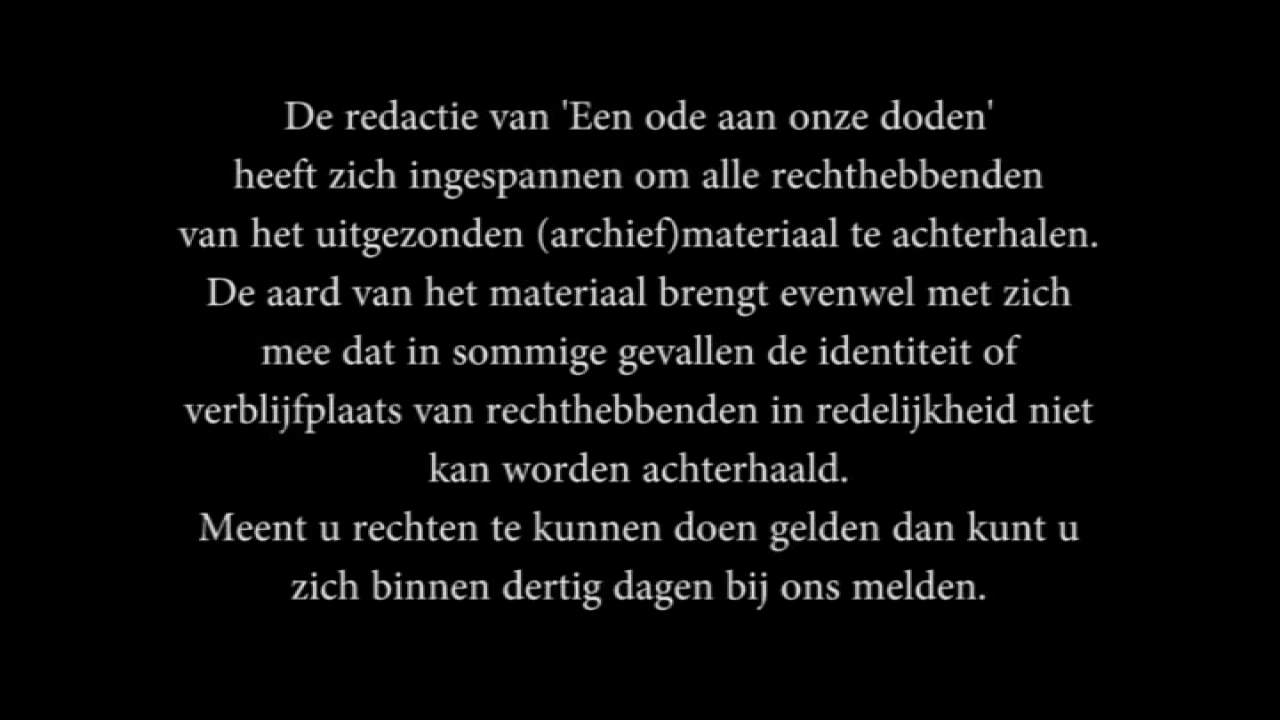 De redactie van 'Een ode aan onze doden'
heeft zich ingespannen om alle rechthebbenden
van het uitgezonden (archief)materiaal te achterhalen.
De aard van het materiaal brengt evenwel met zich
mee dat in sommige gevallen de identiteit of
verblijfplaats van rechthebbenden in redelijkheid niet
kan worden achterhaald.
Meent u rechten te kunnen doen gelden dan kunt u
zich binnen dertig dagen bij ons melden.